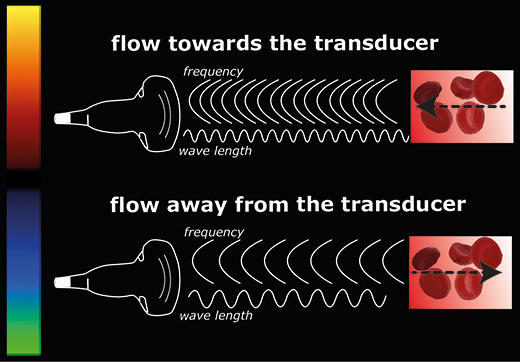 flow towards the transducer
frequency
wave length
flow away from the transducer
frequency
wave length